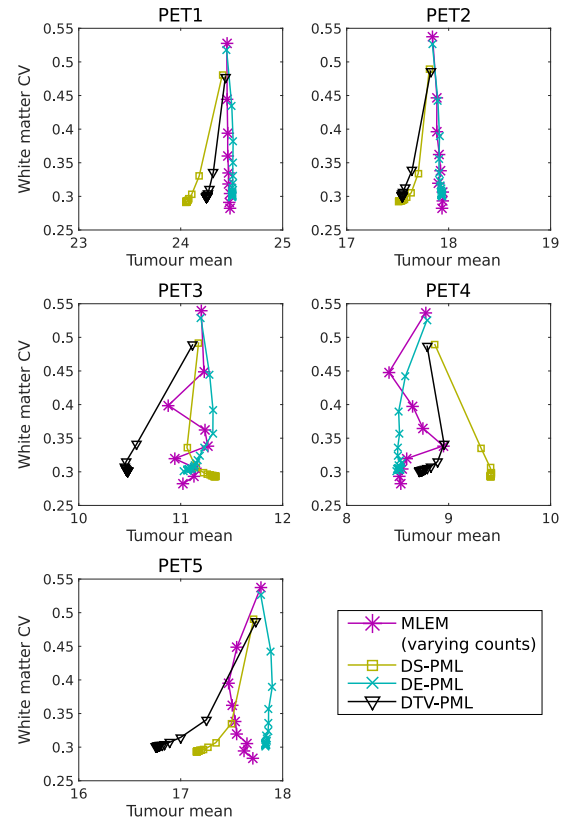 PET1
PET2
0.55
0.5
0.45
0.4
0.35
0.3
0.25
White matter CV
23
24
25
Tumour mean
0.55
0.5
0.45
0.4
0.35
0.3
0.25
17
18
19
Tumour mean
PET3
PET4
0.55
0.5
0.45
0.4
0.35
0.3
0.25
White matter CV
10
11
12
Tumour mean
0.55
0.5
0.45
0.4
0.35
0.3
0.25
8
9
10
Tumour mean
PET5
0.55
0.5
0.45
0.4
0.35
0.3
0.25
White matter CV
16
17
18
Tumour mean
MLEM
(varying counts)
DS-PML
DE-PML
DTV-PML